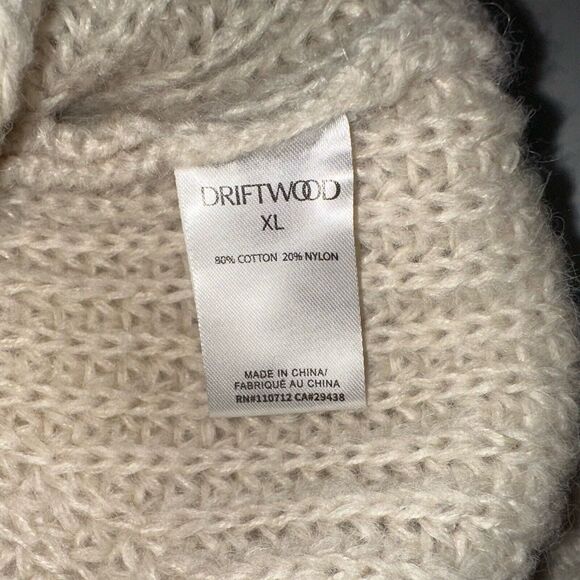 DRIFTWOOD
XL
80% COTTON 20% NYLON
MADE IN CHINA/
FABRIQUÉ AU CHINA
RN#110712 CA#29438